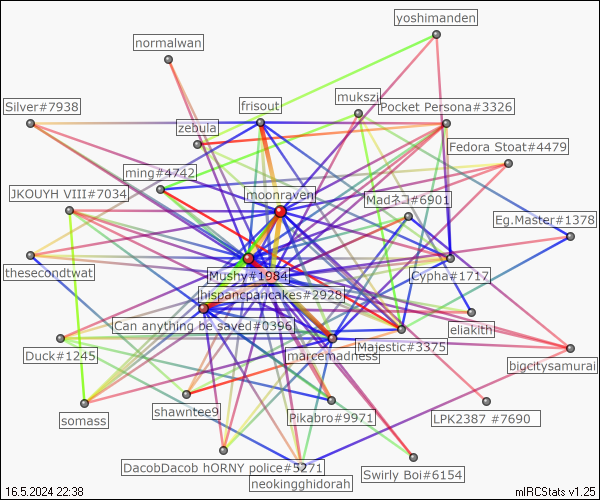 yoshimanden
normalwan
mukszi
Silver#7938
frisout
Pocket Persona#3326
zebula
Fedora Stoat#4479
ming#4742
JKOUYH VIII#7034
moonraven
Madネコ#6901
Eg.Master#1378
thesecondtwat
Mushy#1984
Cypha#1717
hispancpancakes#2928
Can anything be saved#0396
eliakith
Duck#1245
marcemadness
Majestic#3375
bigcitysamurai
somass
shawntee9
Pikabro#9971
LPK2387 #7690
DacobDacob hORNY police#5271
Swirly Boi#6154
neokingghidorah
16.5.2024 22:38
mIRCStats v1.25